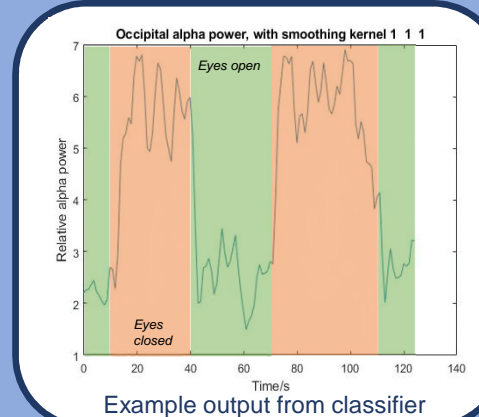 Occipital alpha power, with smoothing kernel 1 1 1
7
6
5
4
3
2
1
Relative alpha power
Eyes open
Eyes
closed
0 20 40 60 80 100 120 140
Time/s
Example output from classifier